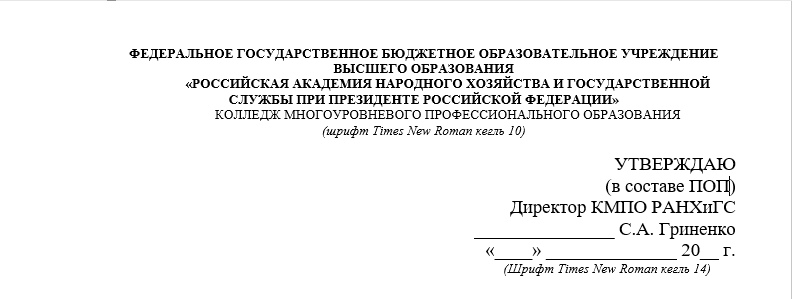 ФЕДЕРАЛЬНОЕ ГОСУДАРСТВЕННОЕ БЮДЖЕТНОЕ ОБРАЗОВАТЕЛЬНОЕ УЧРЕЖДЕНИЕ
ВЫСШЕГО ОБРАЗОВАНИЯ
«РОССИЙСКАЯ АКАДЕМИЯ НАРОДНОГО ХОЗЯЙСТВА И ГОСУДАРСТВЕННОЙ
СЛУЖБЫ ПРИ ПРЕЗИДЕНТЕ РОССИЙСКОЙ ФЕДЕРАЦИИ»
КОЛЛЕДЖ МНОГОУРОВНЕВОГО ПРОФЕССИОНАЛЬНОГО ОБРАЗОВАНИЯ
(шрифт Times New Roman кегль 10)
УТВЕРЖДАЮ
(в составе ПОП)
Директор КМПО РАНХиГС
_______________ С.А. Гриненко
«____» ______________ 20__ г.
(Шрифт Times New Roman кегль 14)